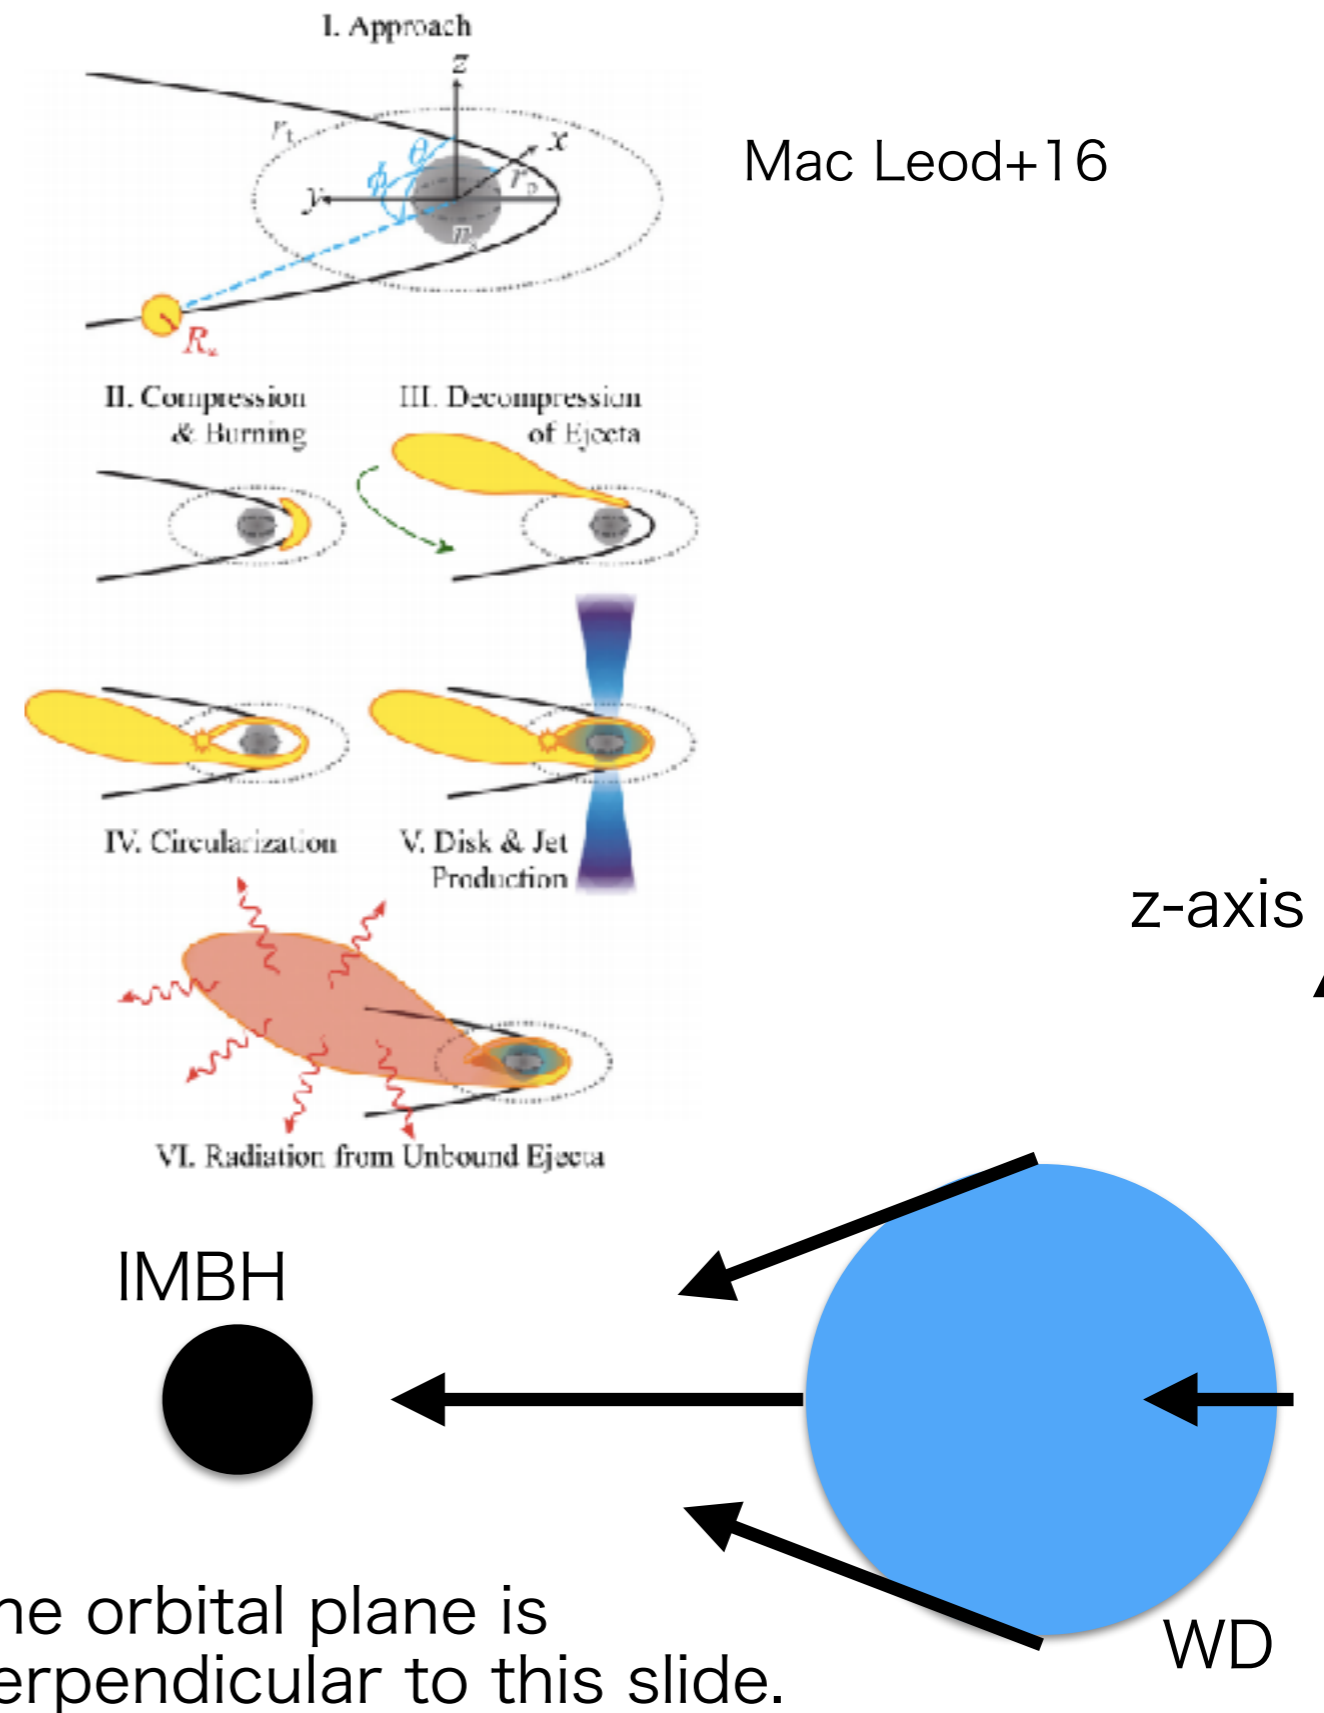 I. Approach
z
r_t
θ
x
ϕ
r_p
y
R_*
II. Compression
& Burning
III. Decompression
of Ejecta
IV. Circularization
V. Disk & Jet
Production
VI. Radiation from Unbound Ejecta
Mac Leod+16
z-axis
IMBH
WD
ne orbital plane is
erpendicular to this slide.